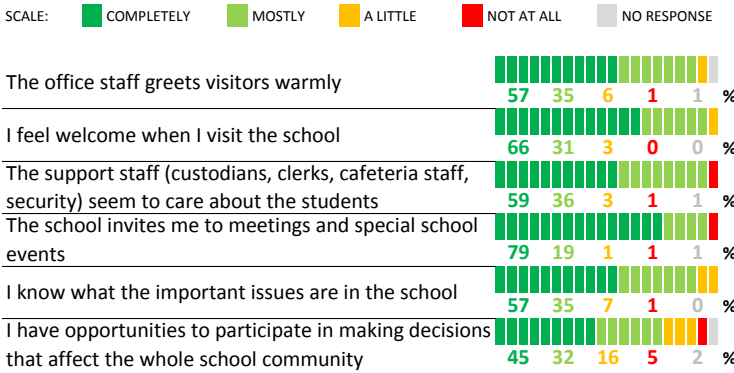 SCALE: COMPLETELY MOSTLY A LITTLE NOT AT ALL NO RESPONSE
The office staff greets visitors warmly
57 35 6 1 1 %
I feel welcome when I visit the school
66 31 3 0 0 %
The support staff (custodians, clerks, cafeteria staff,
security) seem to care about the students
59 36 3 1 1 %
The school invites me to meetings and special school
events
79 19 1 1 1 %
I know what the important issues are in the school
57 35 7 1 0 %
I have opportunities to participate in making decisions
that affect the whole school community
45 32 16 5 2 %